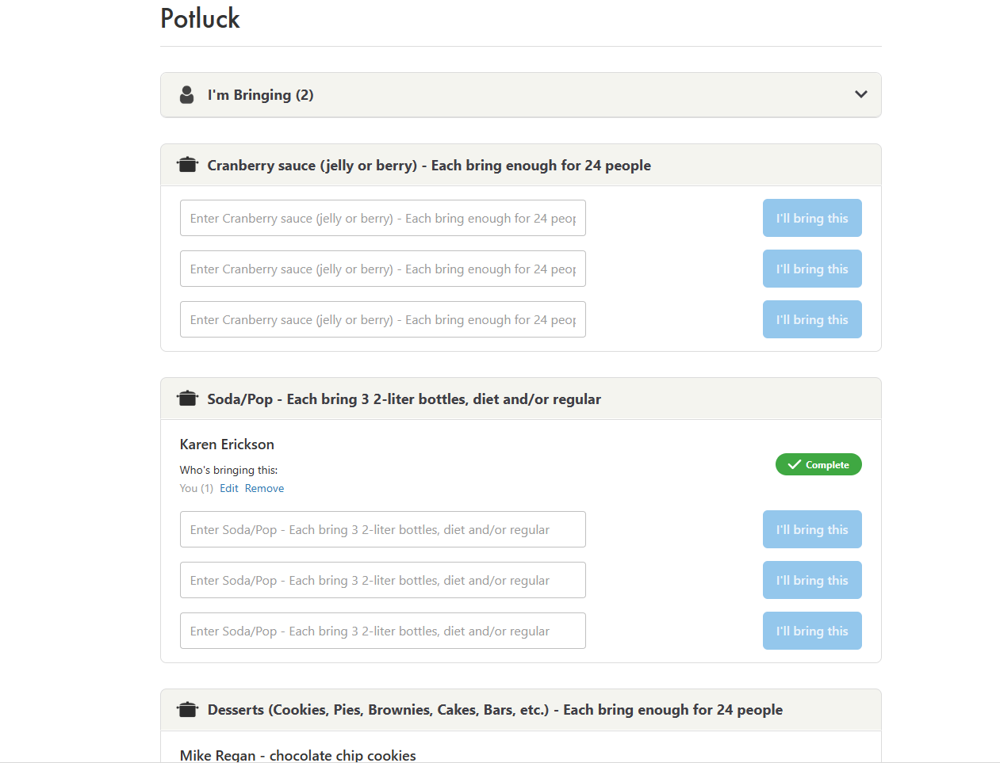 Potluck
I'm Bringing (2)
Cranberry sauce (jelly or berry) - Each bring enough for 24 people
Enter Cranberry sauce (jelly or berry) - Each bring enough for 24 peop
I'll bring this
Enter Cranberry sauce (jelly or berry) - Each bring enough for 24 peop
I'll bring this
Enter Cranberry sauce (jelly or berry) - Each bring enough for 24 peop
I'll bring this
Soda/Pop - Each bring 3 2-liter bottles, diet and/or regular
Karen Erickson
Who's bringing this:
Complete
You (1) Edit Remove
Enter Soda/Pop - Each bring 3 2-liter bottles, diet and/or regular
I'll bring this
Enter Soda/Pop - Each bring 3 2-liter bottles, diet and/or regular
I'll bring this
Enter Soda/Pop - Each bring 3 2-liter bottles, diet and/or regular
I'll bring this
Desserts (Cookies, Pies, Brownies, Cakes, Bars, etc.) - Each bring enough for 24 people
Mike Regan - chocolate chip cookies